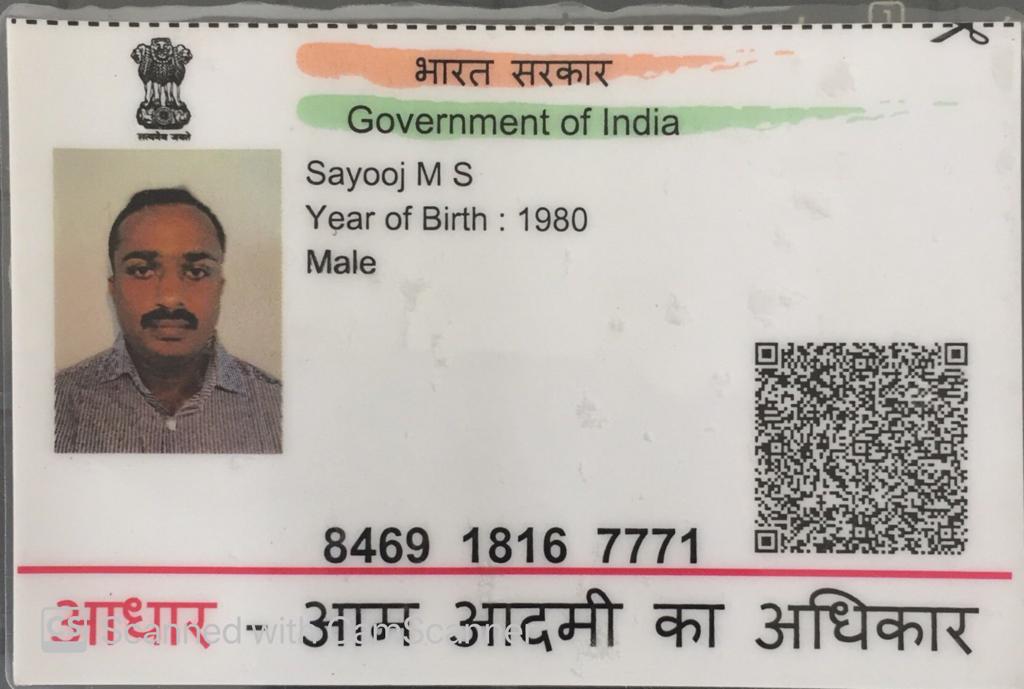 भारत सरकार
Government of India
सत्यमेव जयते
Sayooj M S
Year of Birth : 1980
Male
8469 1816 7771
आधार - आम आदमी का अधिकार
CS Scanned with CamScanner